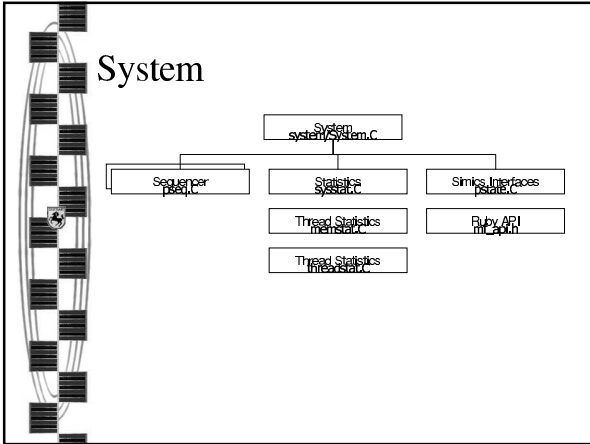 System
System
system/System.C
Sequencer
pseq.C
Statistics
sysstat.C
Simics Interfaces
pstate.C
Thread Statistics
memstat.C
Ruby API
mf_api.h
Thread Statistics
threadstat.C